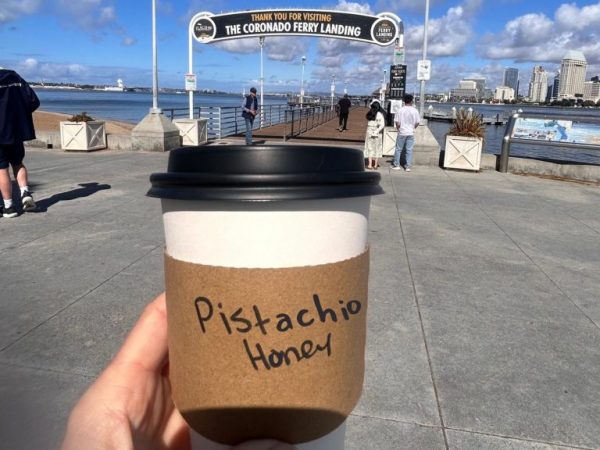 THANK YOU FOR VISITING
THE CORONADO FERRY LANDING
Pistachio
Honey